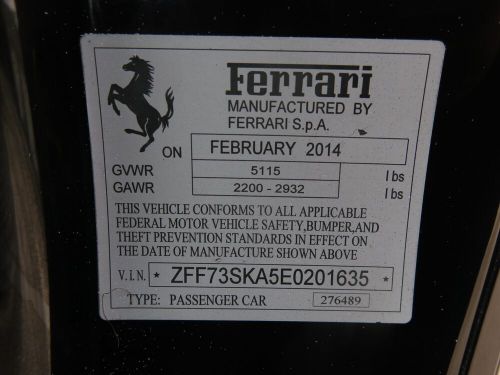 Ferrari
MANUFACTURED BY
FERRARI S.p.A.
ON FEBRUARY 2014
GVWR 5115 lbs
GAWR 2200 - 2932 lbs
THIS VEHICLE CONFORMS TO ALL APPLICABLE
FEDERAL MOTOR VEHICLE SAFETY,BUMPER,AND
THEFT PREVENTION STANDARDS IN EFFECT ON
THE DATE OF MANUFACTURE SHOWN ABOVE
V.I.N. * ZFF73SKA5E0201635 *
TYPE: PASSENGER CAR 276489